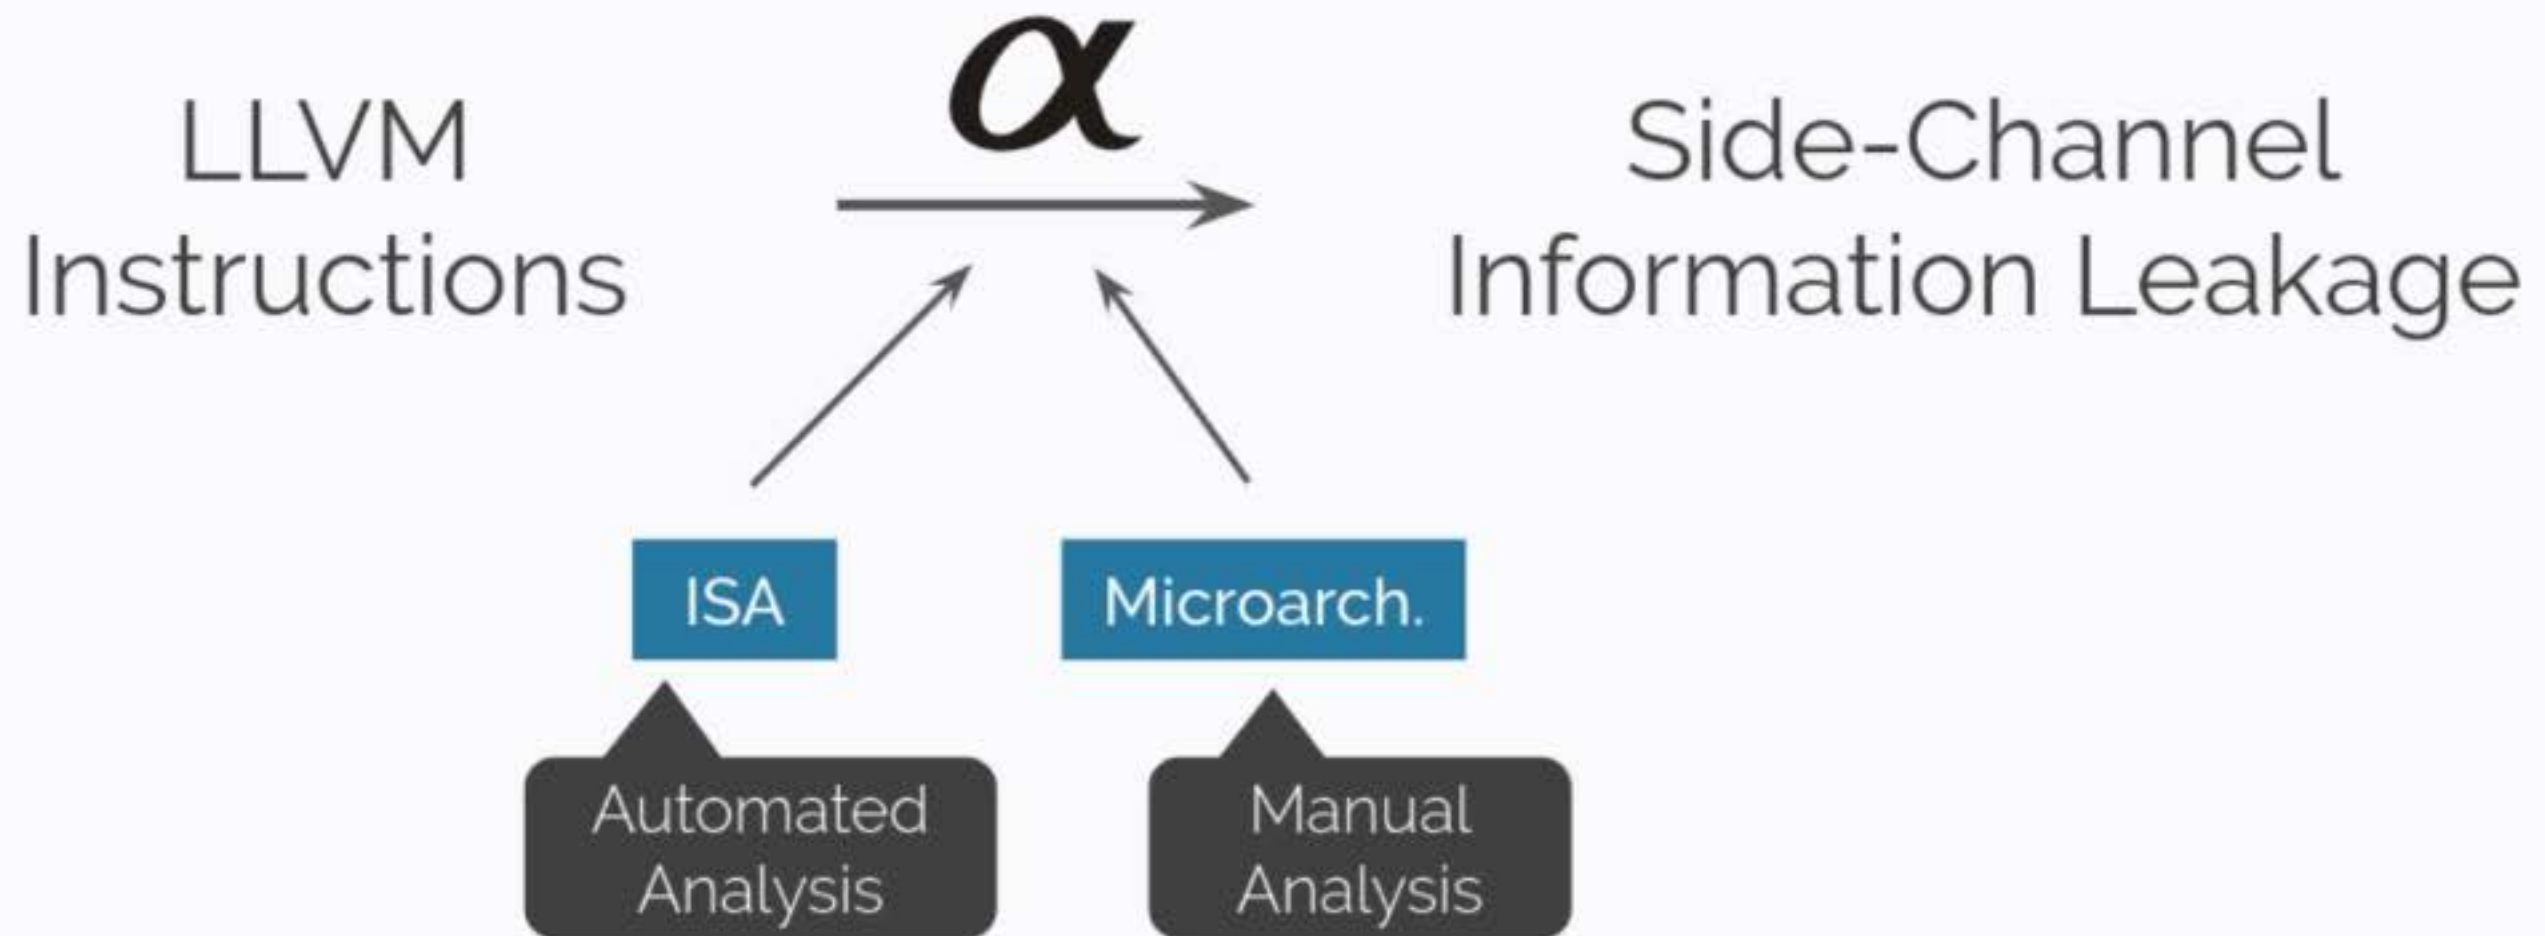 α
LLVM
Instructions
Side-Channel
Information Leakage
ISA
Microarch.
Automated
Analysis
Manual
Analysis